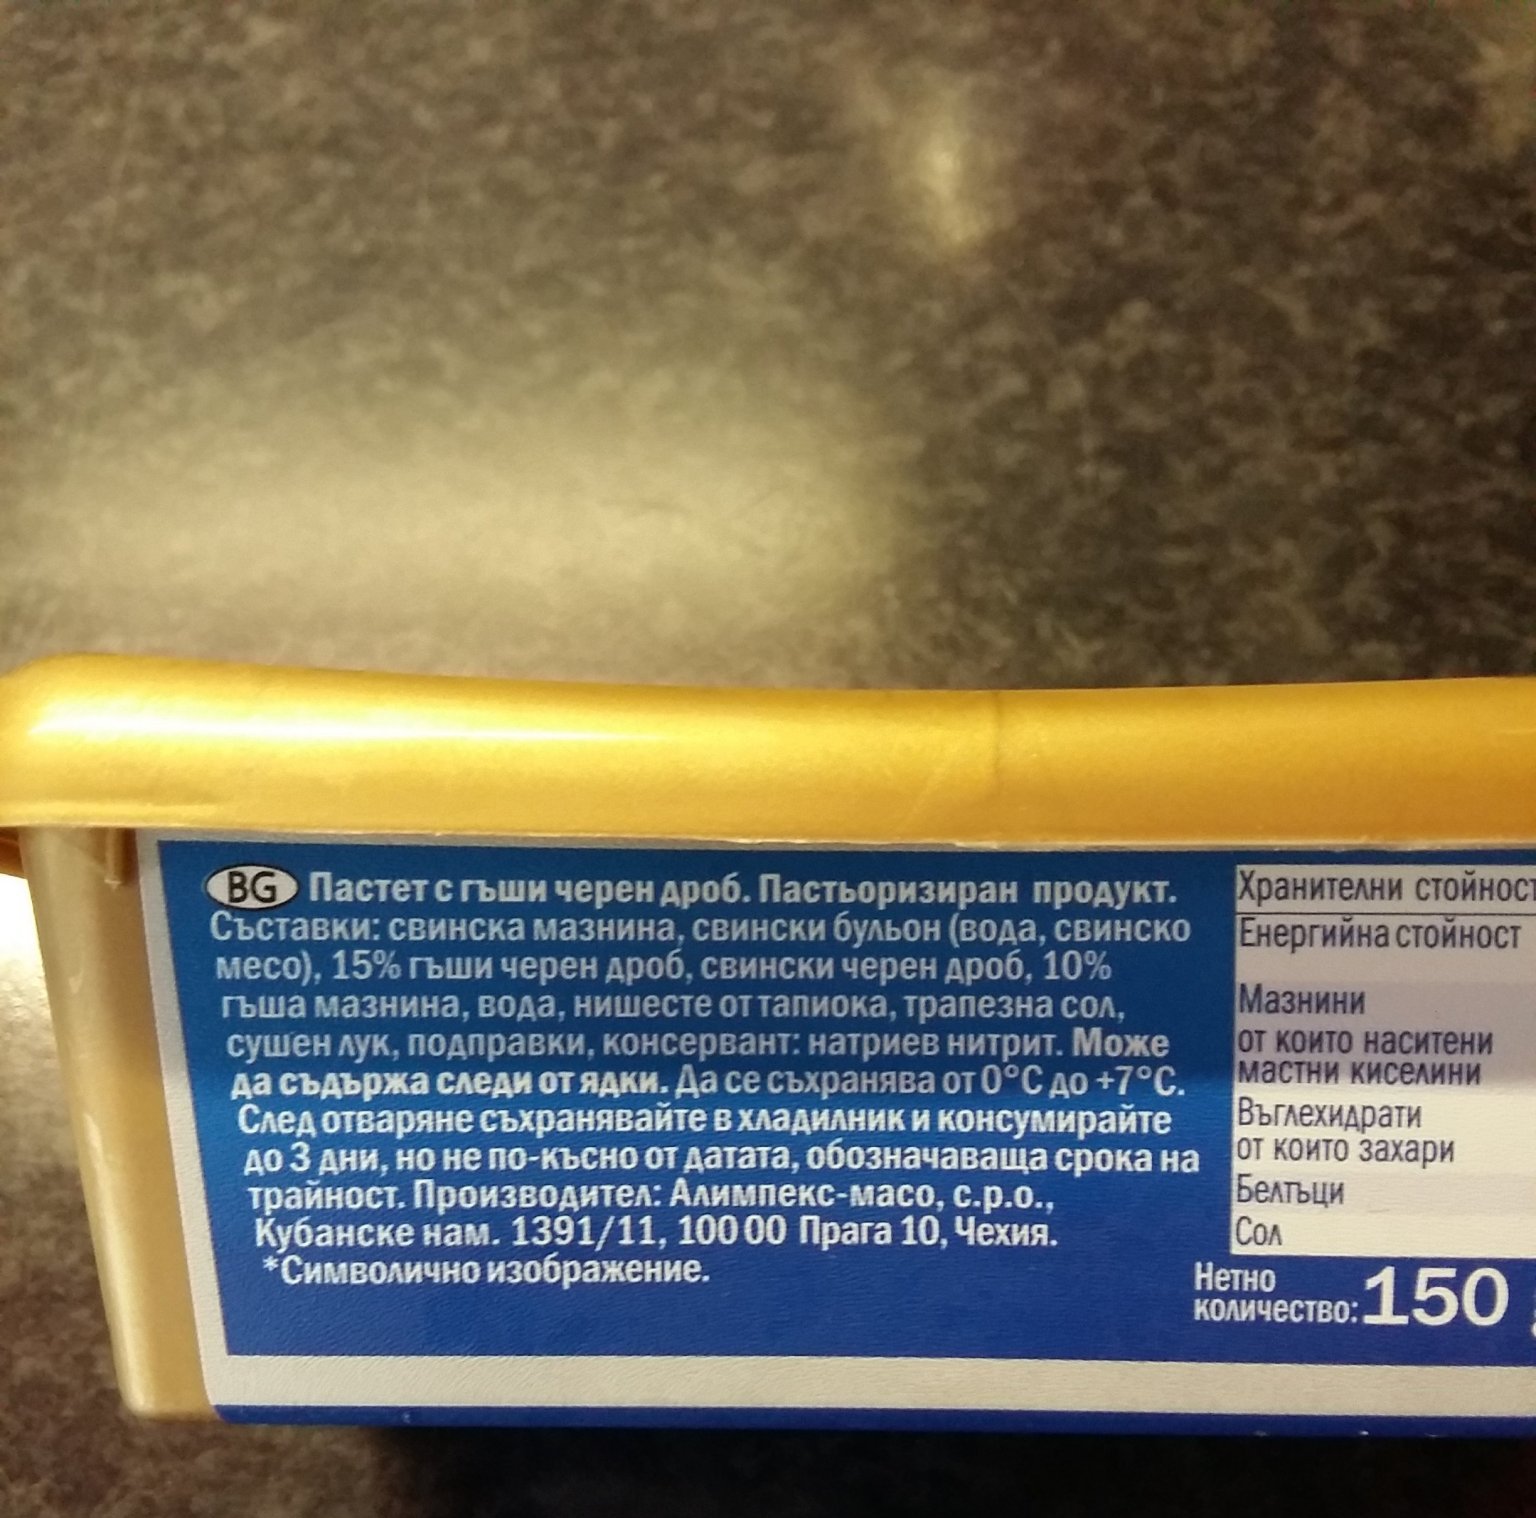 BG Пастет с гъши черен дроб. Пастьоризиран продукт.
Съставки: свинска мазнина, свински бульон (вода, свинско
месо), 15% гъши черен дроб, свински черен дроб, 10%
гъша мазнина, вода, нишесте от тапиока, трапезна сол,
сушен лук, подправки, консервант: натриев нитрит. Може
да съдържа следи от ядки. Да се съхранява от 0°C до +7°C.
След отваряне съхранявайте в хладилник и консумирайте
до 3 дни, но не по-късно от датата, обозначаваща срока на
трайност. Производител: Алимпекс-масо, с.р.о.,
Кубанске нам. 1391/11, 100 00 Прага 10, Чехия.
*Символично изображение.
Хранителни стойност
Енергийна стойност
Мазнини
от които наситени
мастни киселини
Въглехидрати
от които захари
Белтъци
Сол
Нетно
количество: 150